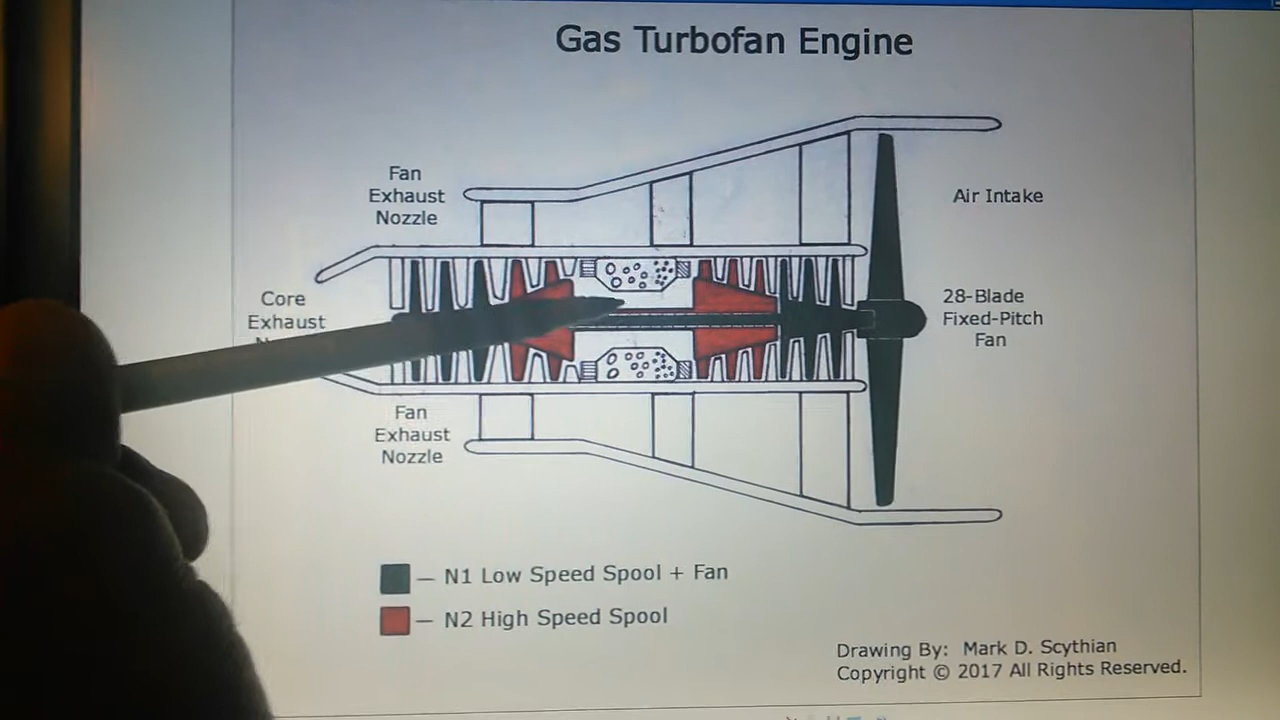 Gas Turbofan Engine
Fan
Exhaust
Nozzle
Air Intake
Core
Exhaust
28-Blade
Fixed-Pitch
Fan
Fan
Exhaust
Nozzle
— N1 Low Speed Spool + Fan
— N2 High Speed Spool
Drawing By: Mark D. Scythian
Copyright © 2017 All Rights Reserved.